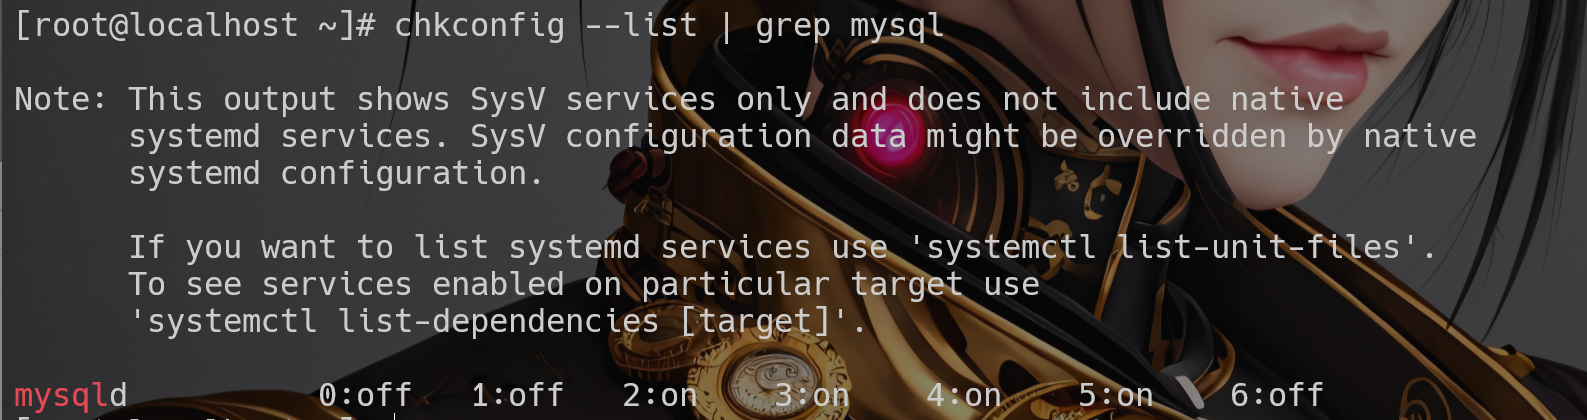 [root@localhost ~]# chkconfig --list | grep mysql
Note: This output shows SysV services only and does not include native
systemd services. SysV configuration data might be overridden by native
systemd configuration.
If you want to list systemd services use 'systemctl list-unit-files'.
To see services enabled on particular target use
'systemctl list-dependencies [target]'.
mysqld 0:off 1:off 2:on 3:on 4:on 5:on 6:off